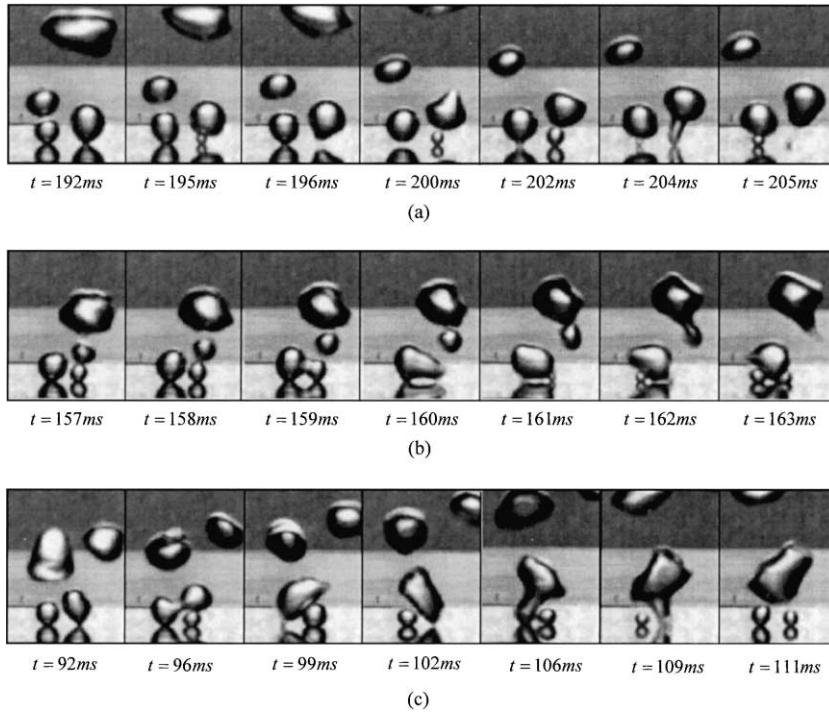 t = 192ms t = 195ms t = 196ms t = 200ms t = 202ms t = 204ms t = 205ms
(a)
t = 157ms t = 158ms t = 159ms t = 160ms t = 161ms t = 162ms t = 163ms
(b)
t = 92ms t = 96ms t = 99ms t = 102ms t = 106ms t = 109ms t = 111ms
(c)